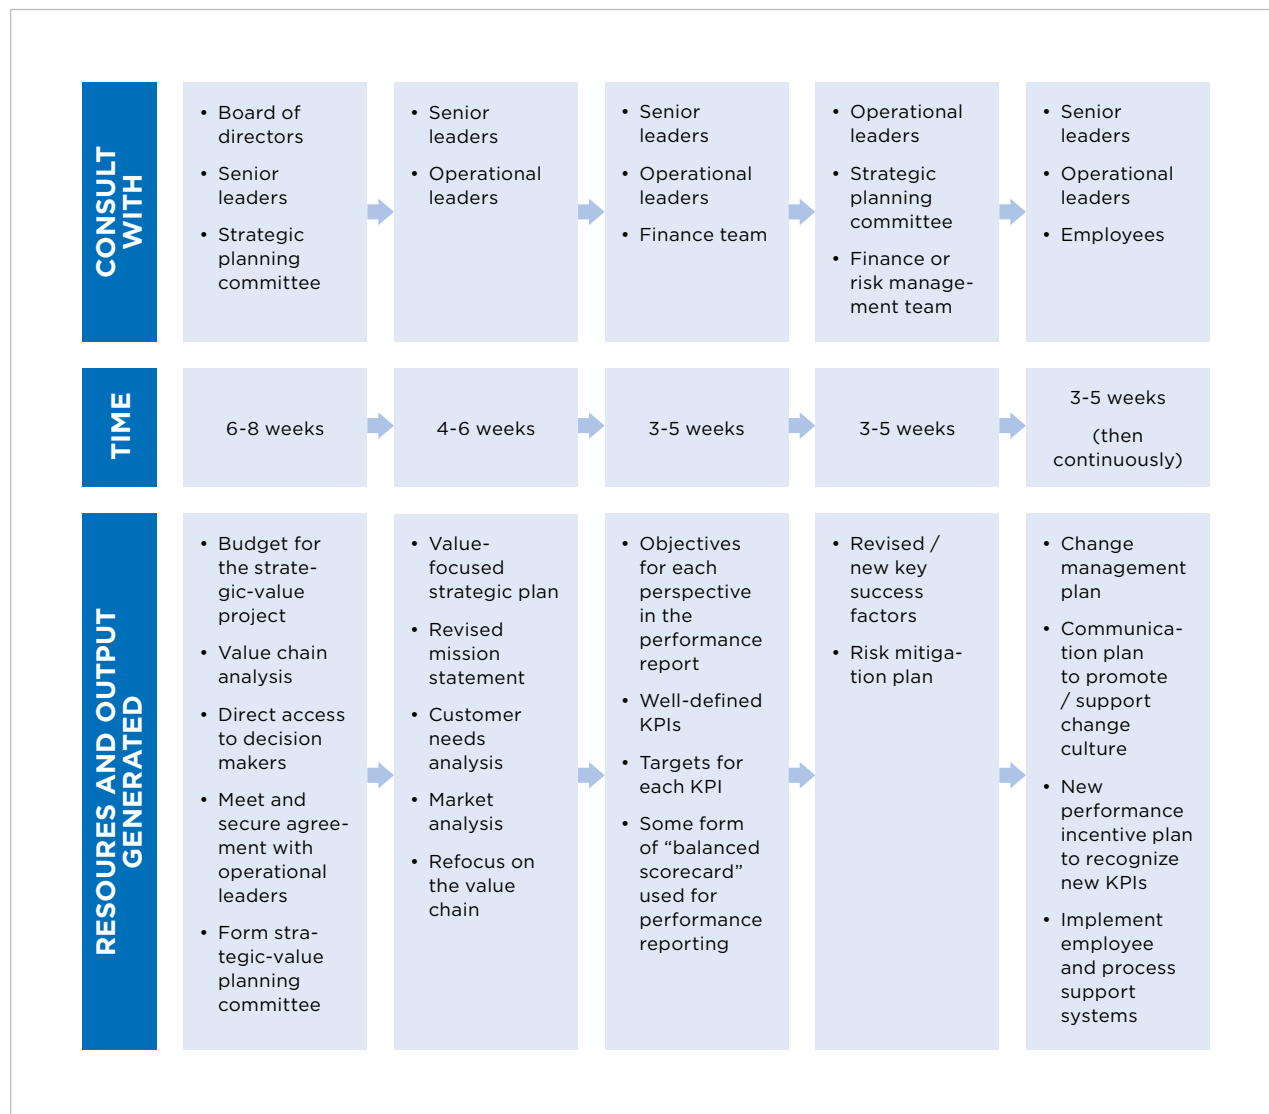 CONSULT
WITH
• Board of
directors
• Senior
leaders
• Strategic
planning
committee
• Senior
leaders
• Operational
leaders
• Senior
leaders
• Operational
leaders
• Finance team
• Operational
leaders
• Strategic
planning
committee
• Finance or
risk manage-
ment team
• Senior
leaders
• Operational
leaders
• Employees
TIME
6-8 weeks
4-6 weeks
3-5 weeks
3-5 weeks
3-5 weeks
(then
continuously)
RESOURES AND OUTPUT
GENERATED
• Budget for
the strate-
gic-value
project
• Value chain
analysis
• Direct access
to decision
makers
• Meet and
secure agree-
ment with
operational
leaders
• Form stra-
tegic-value
planning
committee
• Value-
focused
strategic plan
• Revised
mission
statement
• Customer
needs
analysis
• Market
analysis
• Refocus on
the value
chain
• Objectives
for each
perspective
in the
performance
report
• Well-defined
KPIs
• Targets for
each KPI
• Some form
of “balanced
scorecard”
used for
performance
reporting
• Revised /
new key
success
factors
• Risk mitiga-
tion plan
• Change
management
plan
• Communica-
tion plan
to promote
/ support
change
culture
• New
performance
incentive plan
to recognize
new KPIs
• Implement
employee
and process
support
systems